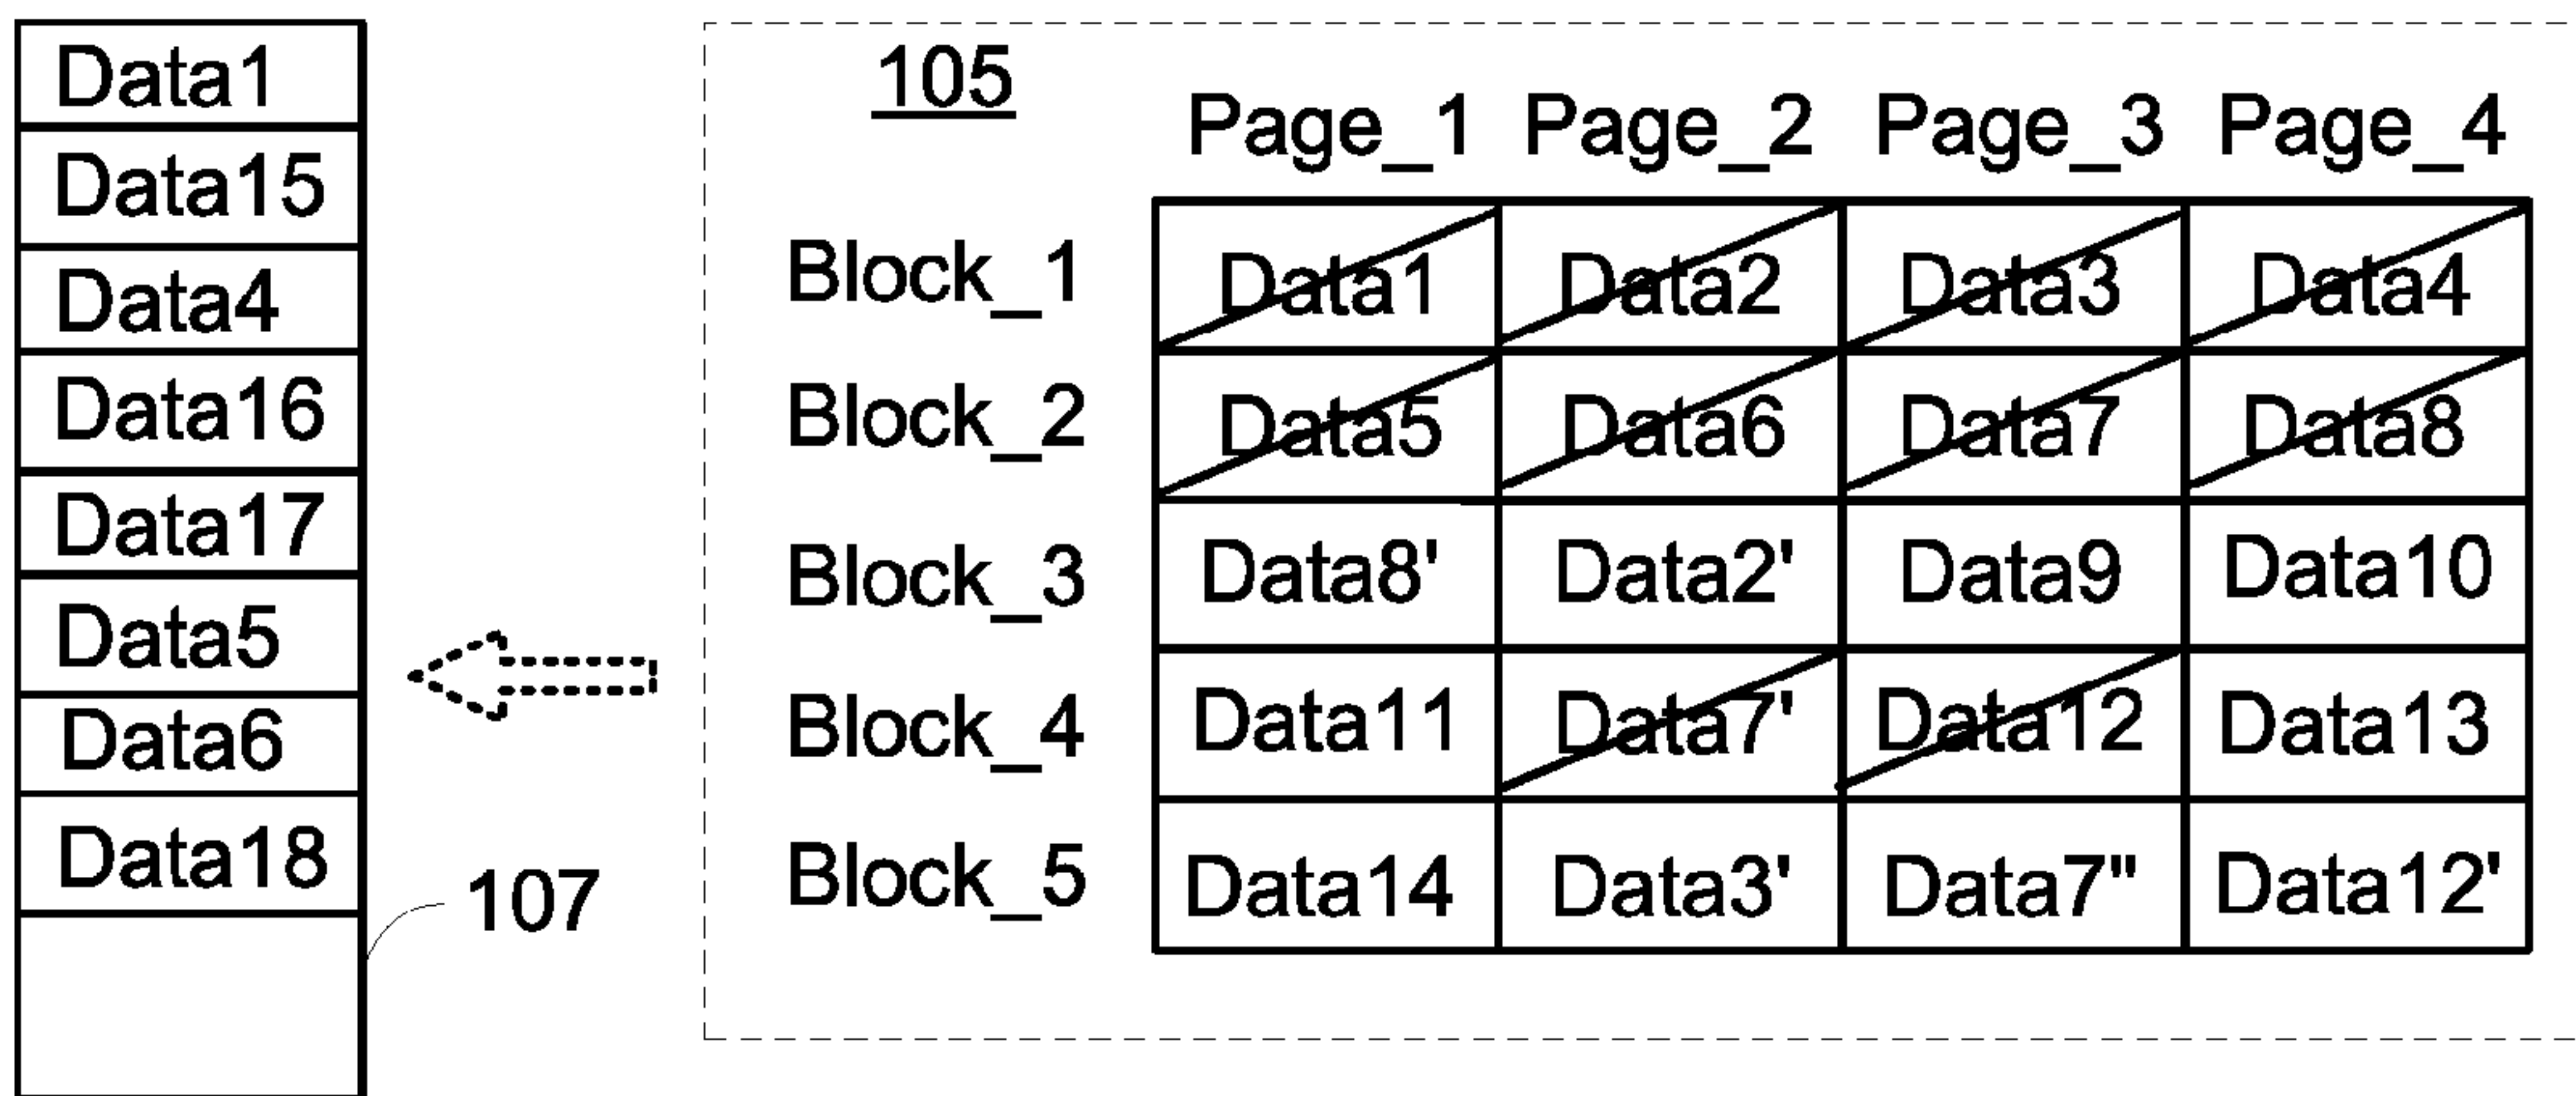 Data1
Data15
Data4
Data16
Data17
Data5
Data6
Data18
107
105
Page_1 Page_2 Page_3 Page_4
Block_1 Data1 Data2 Data3 Data4
Block_2 Data5 Data6 Data7 Data8
Block_3 Data8' Data2' Data9 Data10
Block_4 Data11 Data7' Data12 Data13
Block_5 Data14 Data3' Data7" Data12'